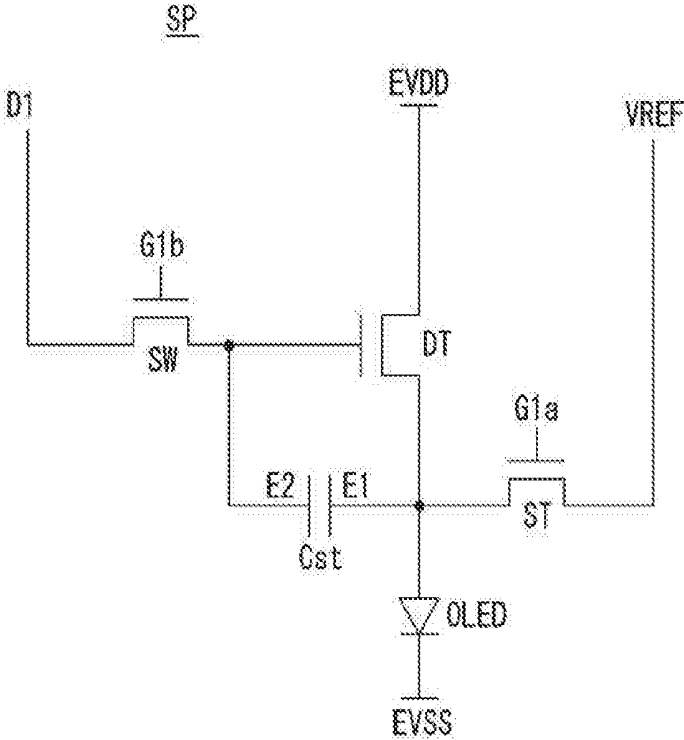 SP
D1
EVDD
VREF
G1b
SW
DT
G1a
E2
E1
ST
Cst
OLED
EVSS